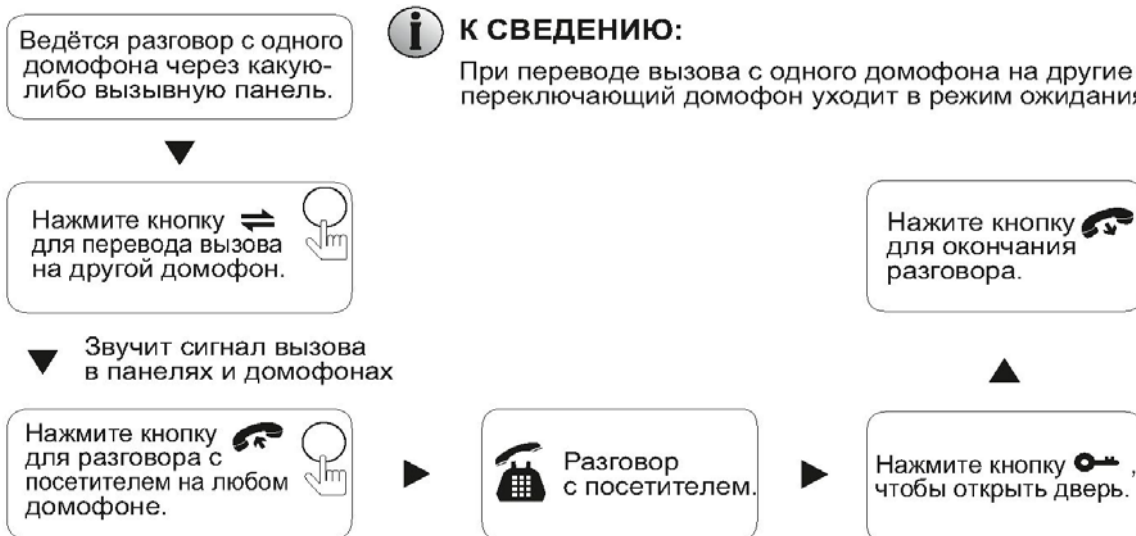 Ведётся разговор с одного
домофона через какую-
либо вызывную панель.
К СВЕДЕНИЮ:
При переводе вызова с одного домофона на другие
переключающий домофон уходит в режим ожидания
Нажмите кнопку
для перевода вызова
на другой домофон.
Звучит сигнал вызова
в панелях и домофонах
Нажмите кнопку
для разговора с
посетителем на любом
домофоне.
Разговор
с посетителем.
Нажмите кнопку ,
чтобы открыть дверь.
Нажите кнопку
для окончания
разговора.